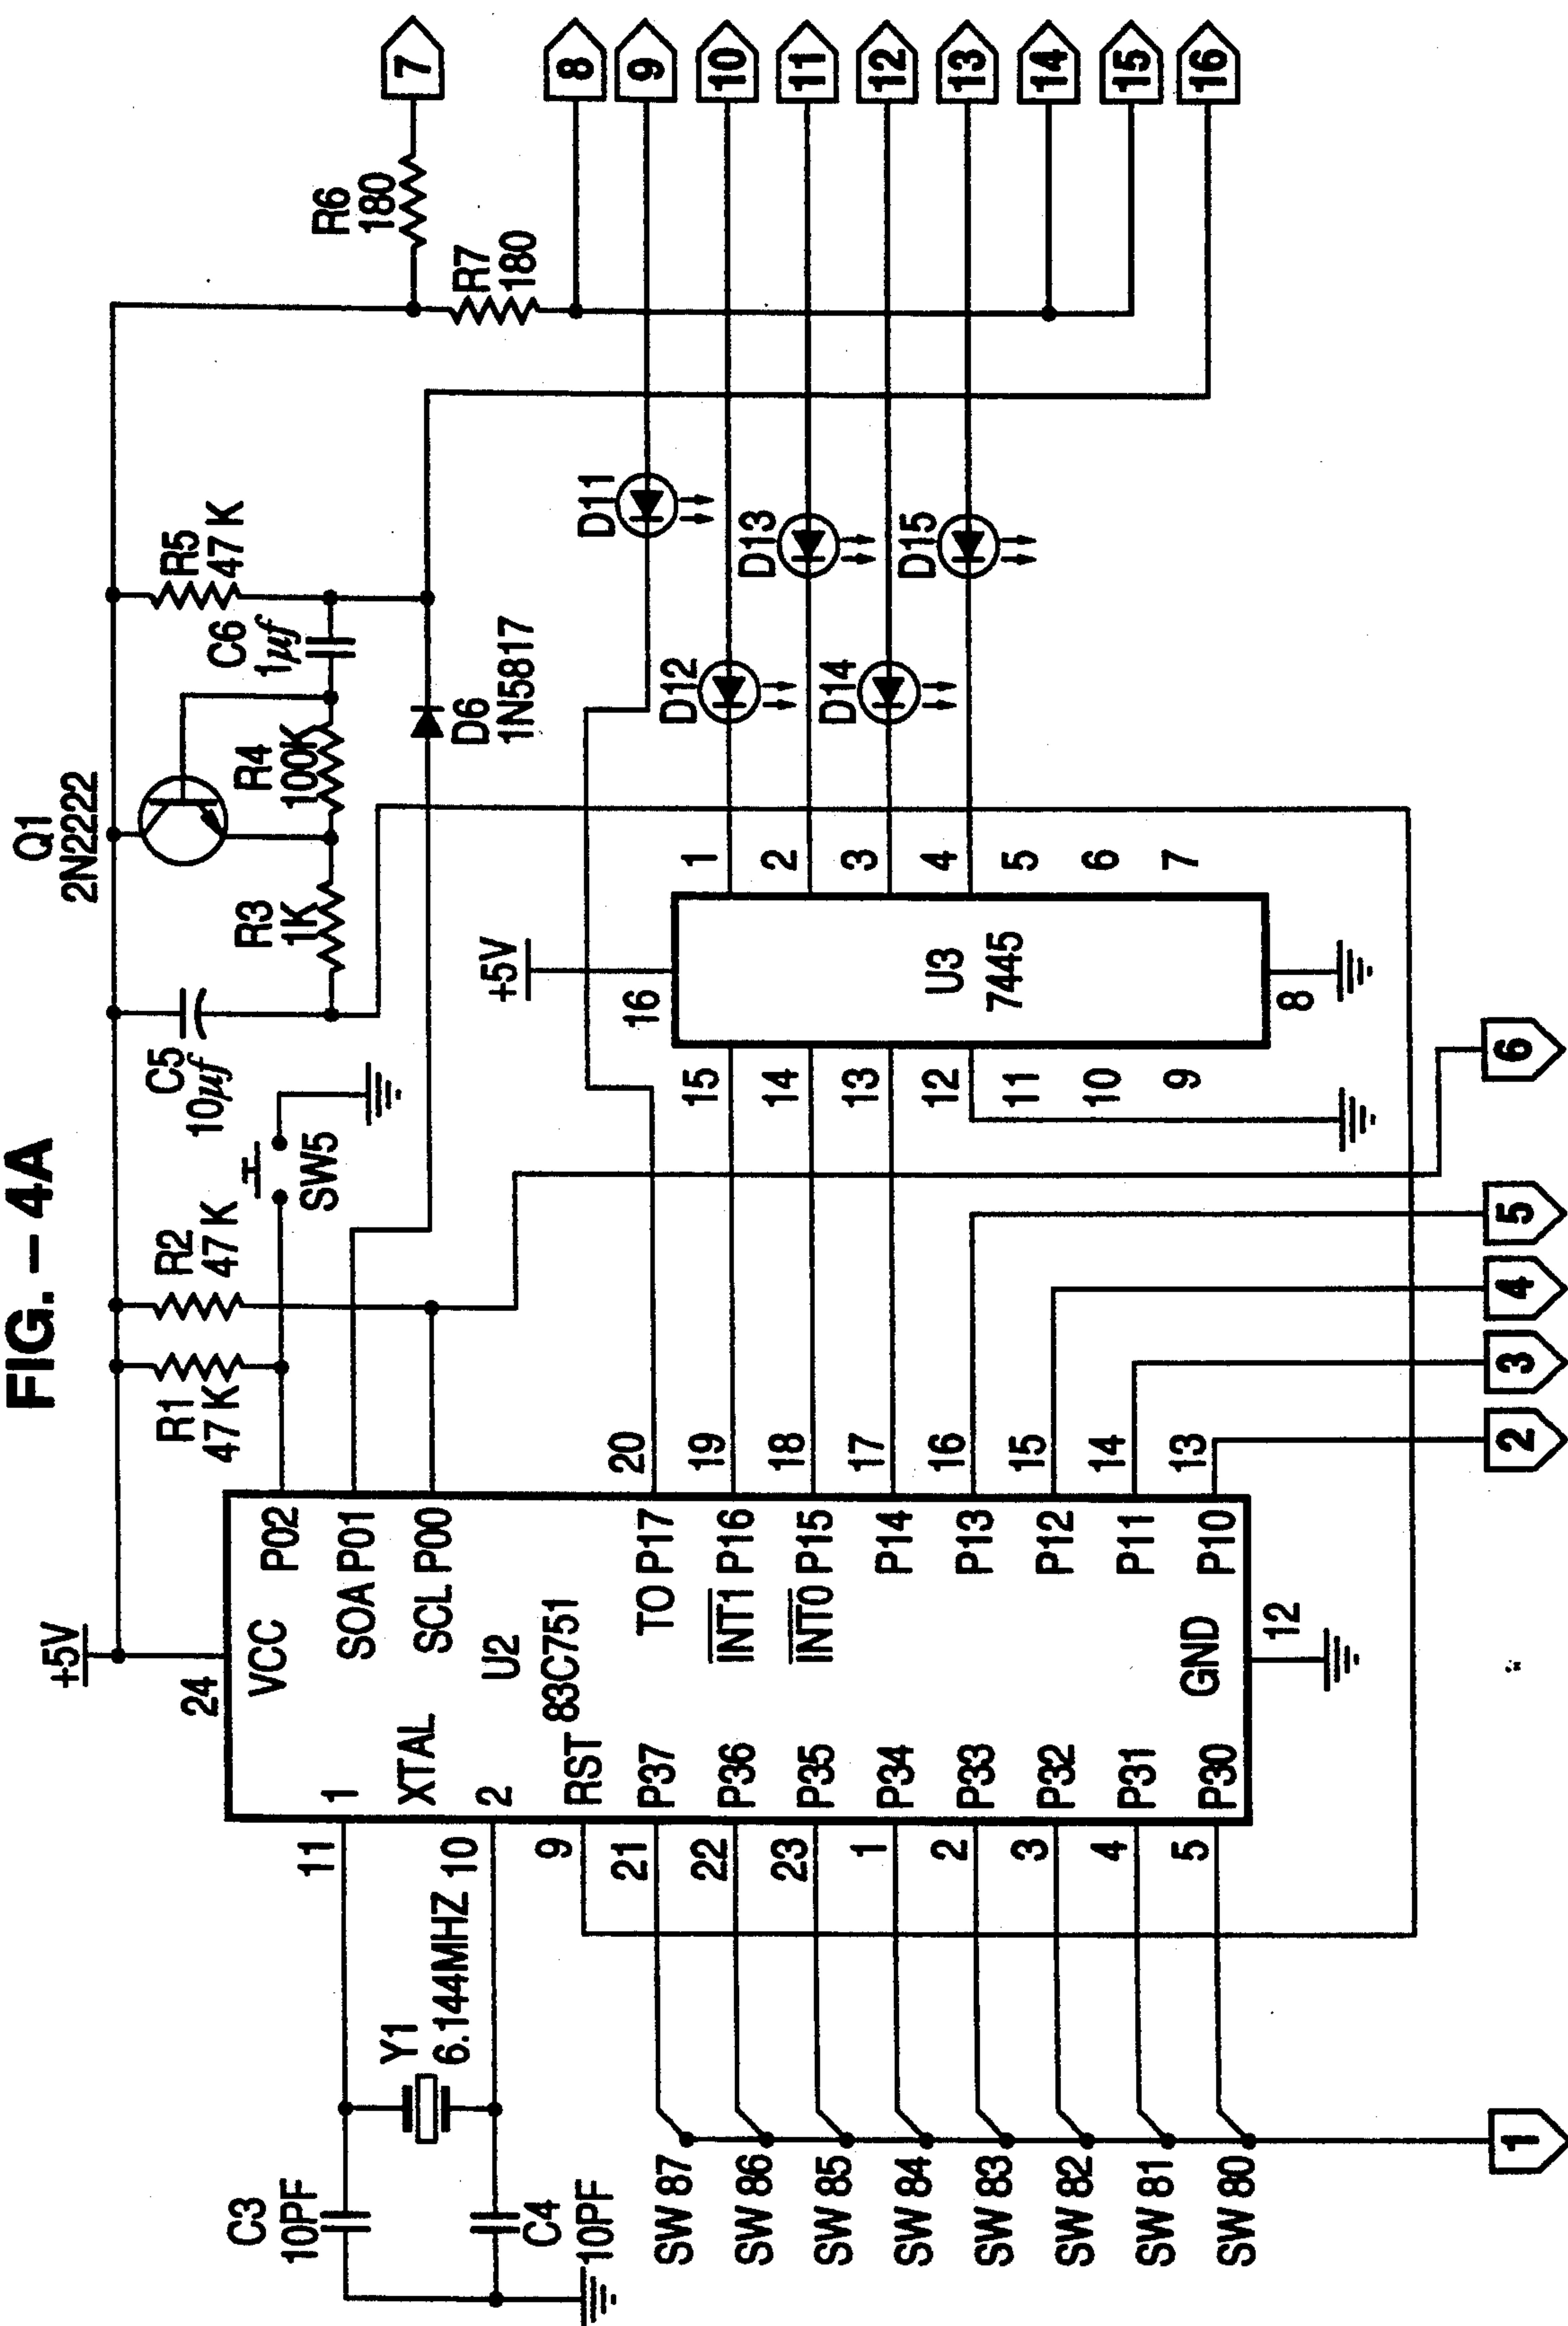 FIG. – 4A
+5V
24
VCC
P02
SOA P01
SCL P00
1
XTAL
2
U2
83C751
RST
TO P17
INT1 P16
INT0 P15
P14
P13
P12
P11
P10
GND
12
P37
P36
P35
P34
P33
P32
P31
P30
11
10
9
21
22
23
1
2
3
4
5
20
19
18
17
16
15
14
13
C3
10PF
Y1
6.144MHZ
C4
10PF
SW 87
SW 86
SW 85
SW 84
SW 83
SW 82
SW 81
SW 80
R1
47 K
R2
47 K
SW5
C5
10µf
R3
1K
Q1
2N2222
R4
100K
C6
1µf
R5
47 K
D6
1N5817
R6
180
R7
180
+5V
16
U3
7445
8
15
14
13
12
11
10
9
1
2
3
4
5
6
7
D11
D12
D13
D14
D15
1
2
3
4
5
6
7
8
9
10
11
12
13
14
15
16